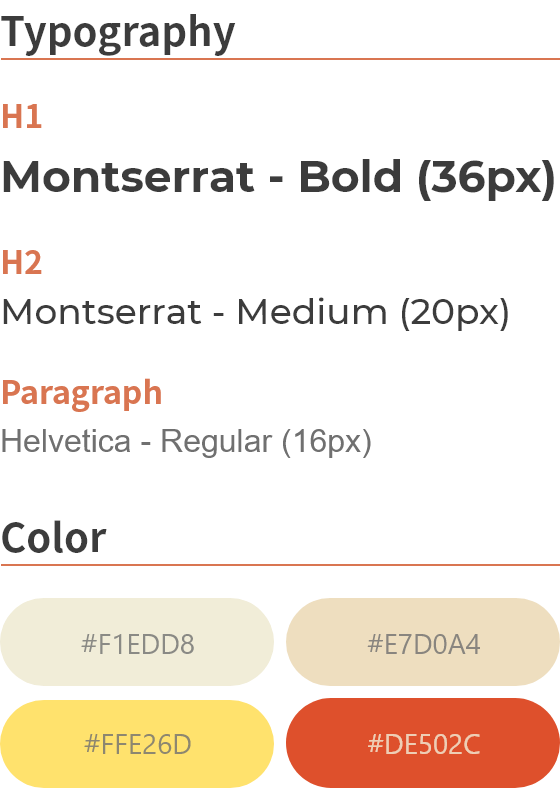 Typography
H1
Montserrat - Bold (36px)
H2
Montserrat - Medium (20px)
Paragraph
Helvetica - Regular (16px)
Color
#F1EDD8 #E7D0A4
#FFE26D #DE502C